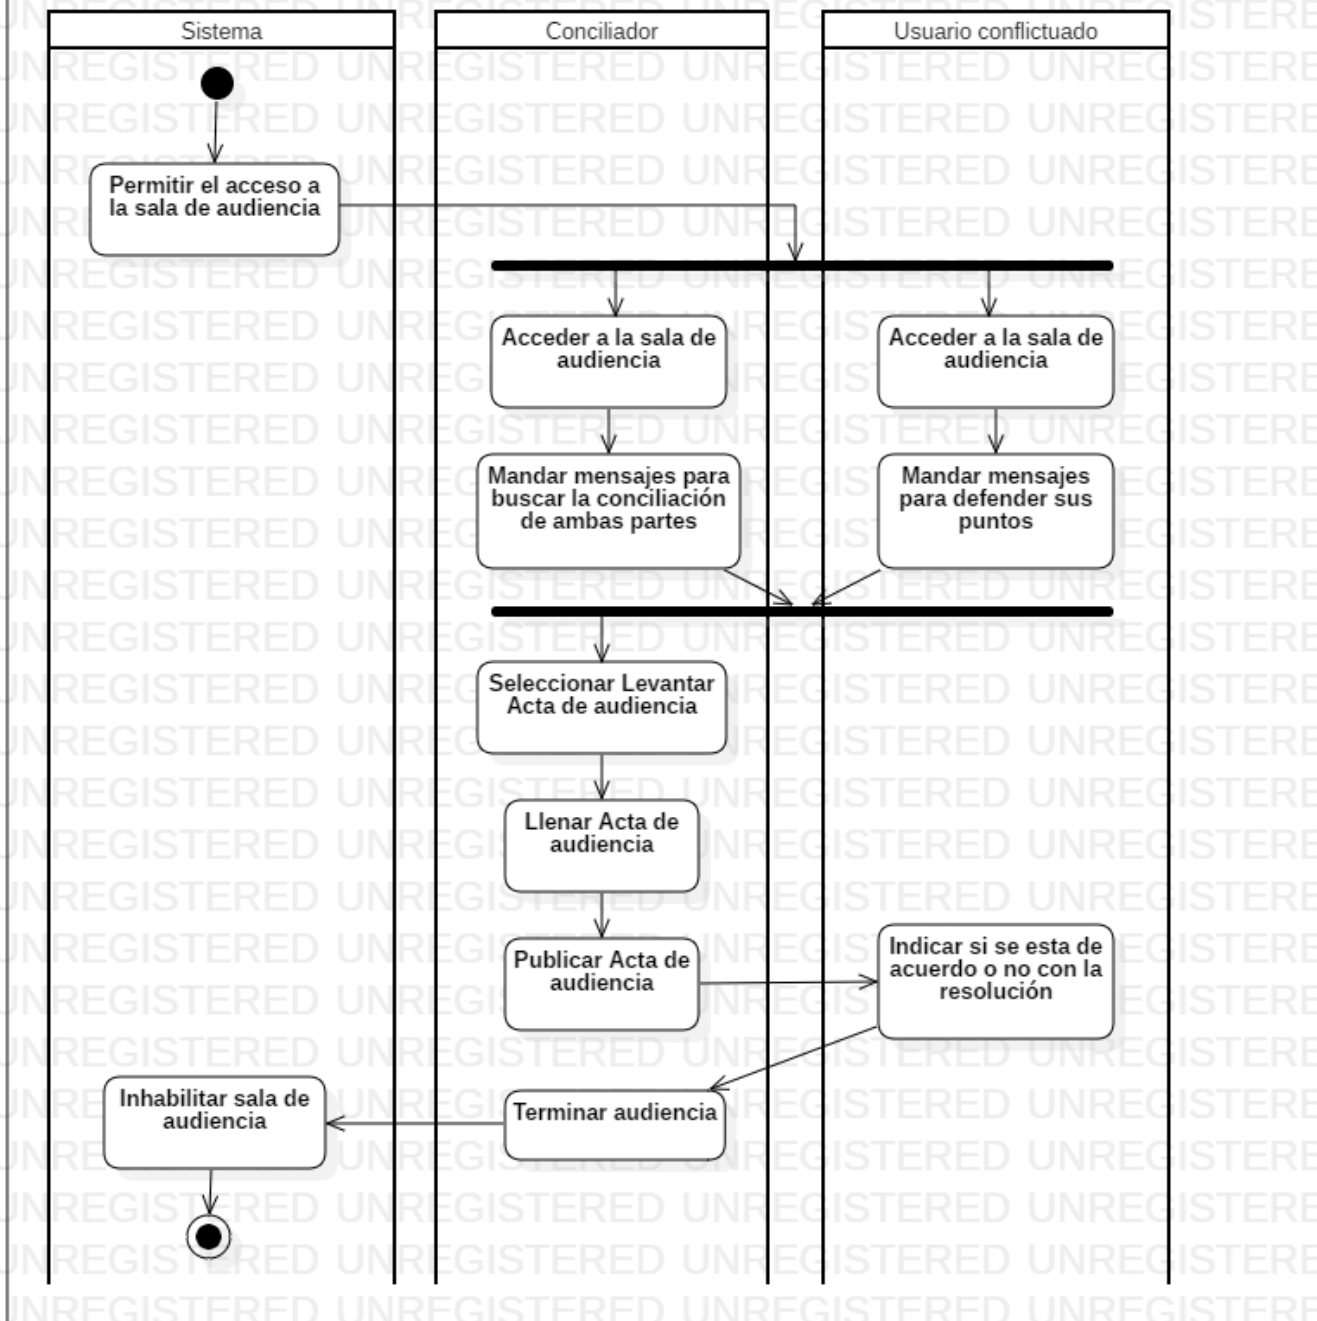 Sistema
Conciliador
Usuario conflictuado
Permitir el acceso a
la sala de audiencia
Acceder a la sala de
audiencia
Acceder a la sala de
audiencia
Mandar mensajes para
buscar la conciliación
de ambas partes
Mandar mensajes
para defender sus
puntos
Seleccionar Levantar
Acta de audiencia
Llenar Acta de
audiencia
Publicar Acta de
audiencia
Indicar si se esta de
acuerdo o no con la
resolución
Inhabilitar sala de
audiencia
Terminar audiencia
UNREGISTERED